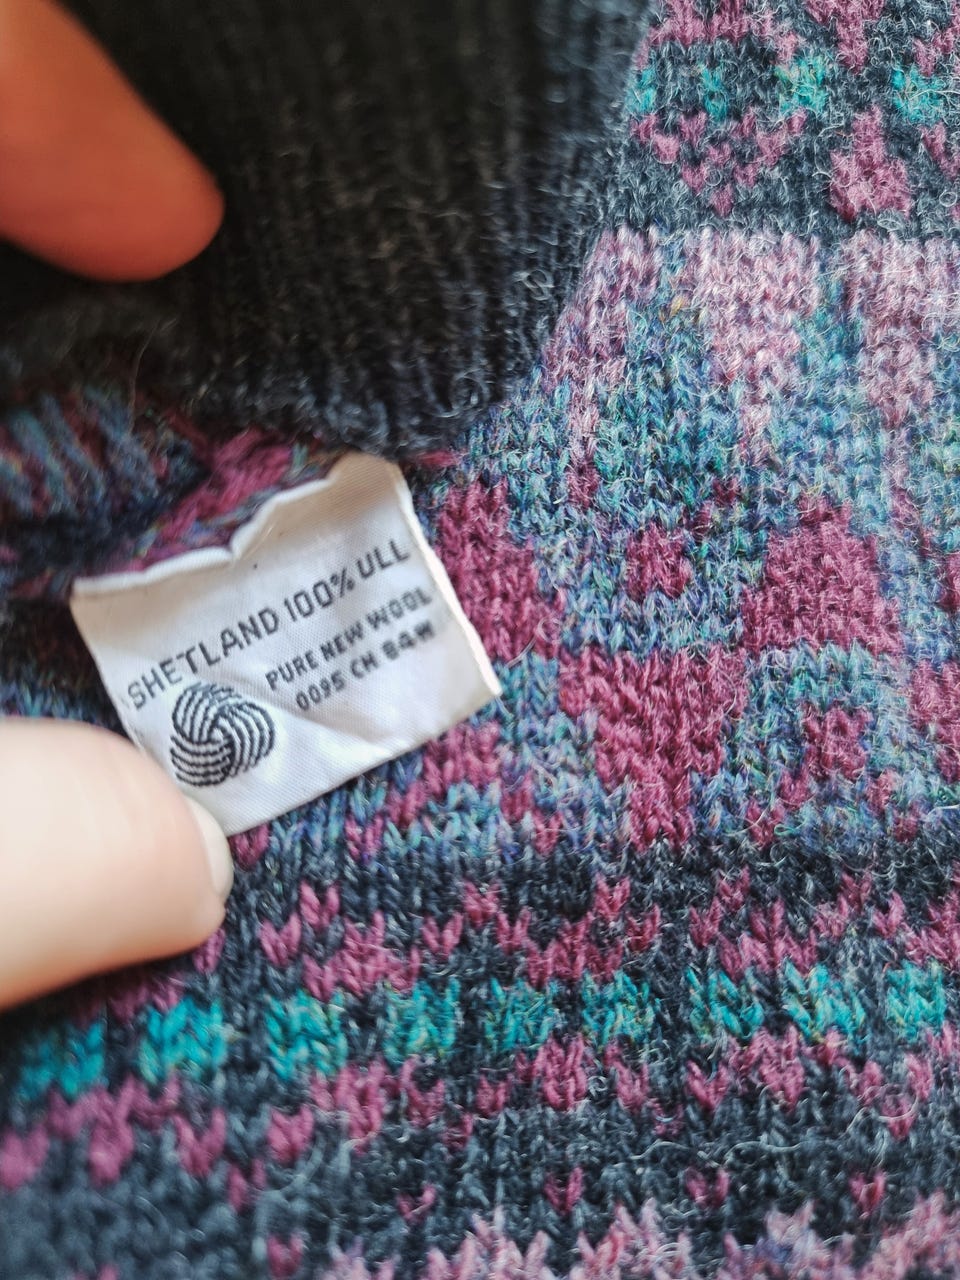 SHETLAND 100% ULL
PURE NEW WOOL
0095 CH 84W